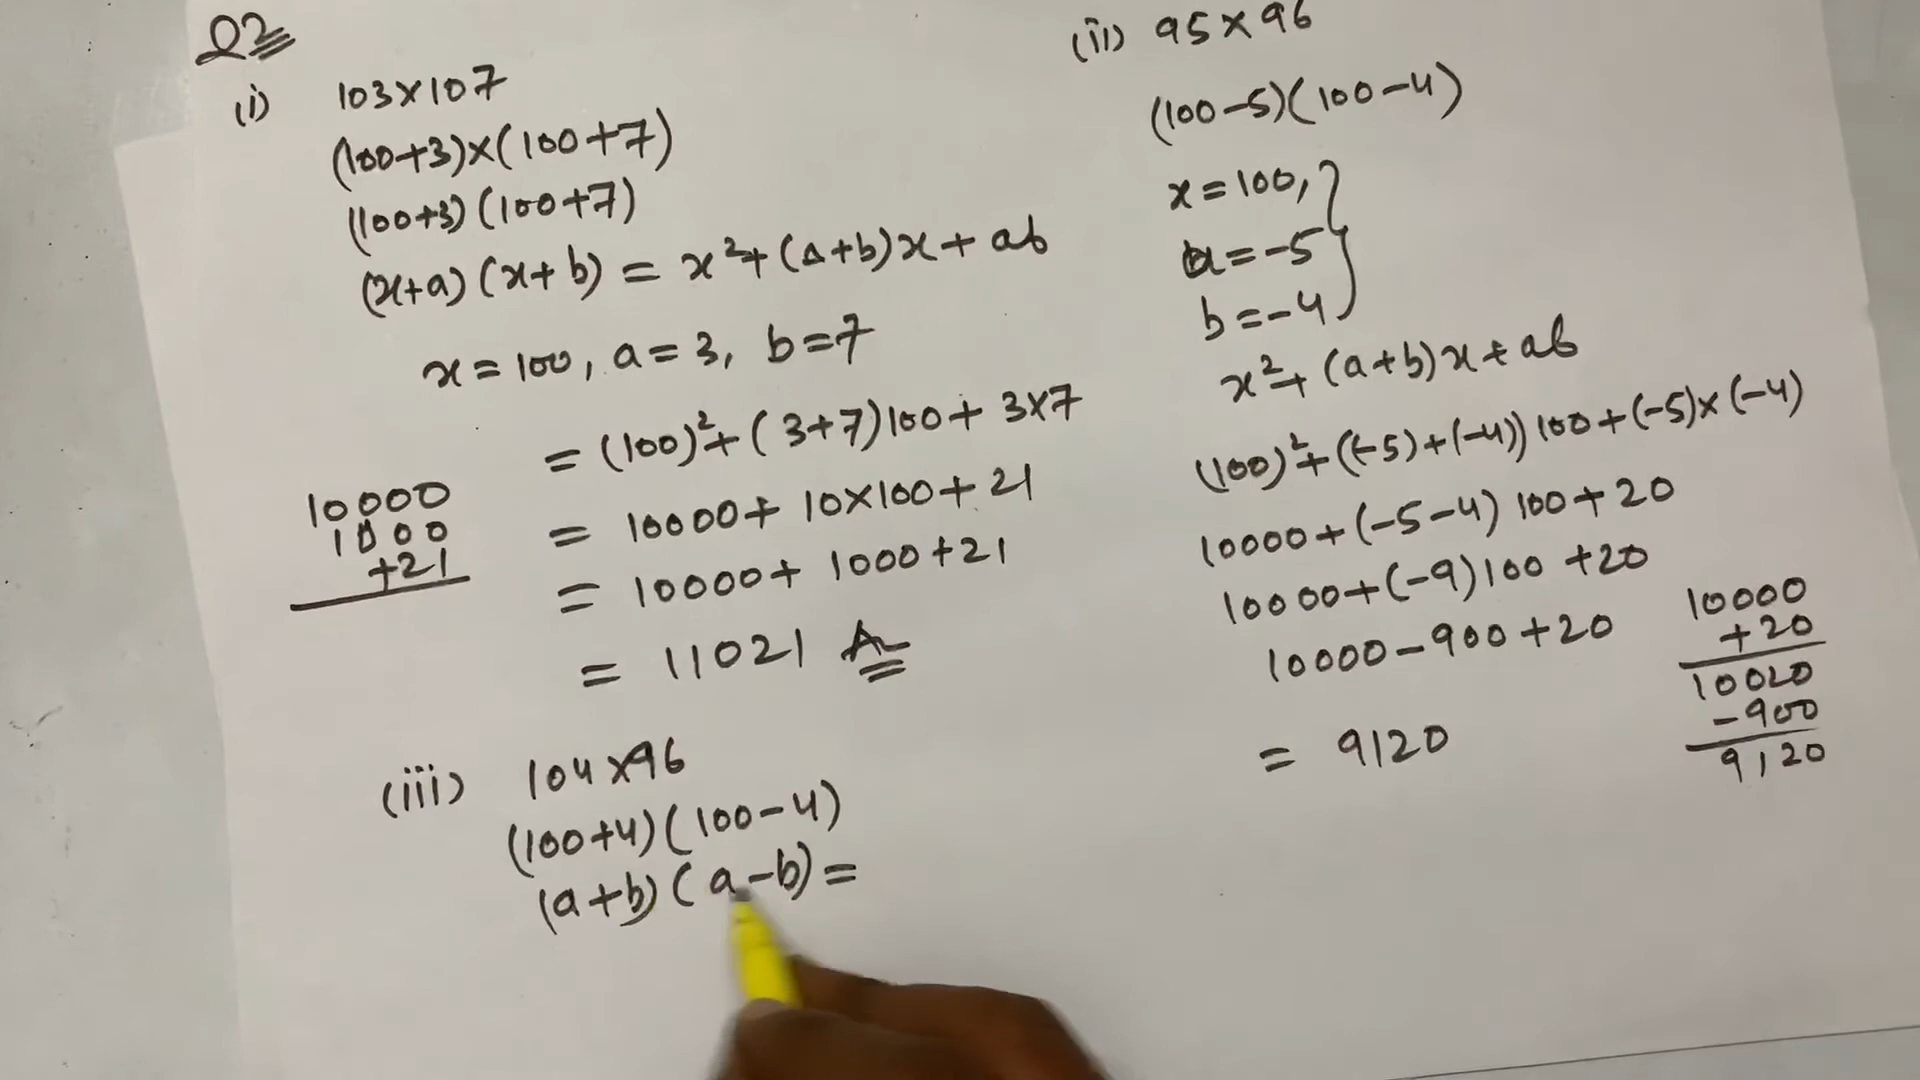 Q2
(i) 103×107
(100+3)×(100+7)
(100+3)(100+7)
(x+a)(x+b) = x²+(a+b)x+ab
x=100, a=3, b=7
=(100)²+(3+7)100+3×7
= 10000+10×100+21
= 10000+1000+21
= 11021 A
10000
1000
+21
(ii) 95×96
(100-5)(100-4)
x=100,
a=-5
b=-4
x²+(a+b)x+ab
(100)²+((-5)+(-4))100+(-5)×(-4)
10000+(-5-4)100+20
10000+(-9)100+20
10000-900+20
= 9120
10000
+20
10020
-900
9120
(iii) 104×96
(100+4)(100-4)
(a+b)(a-b)=